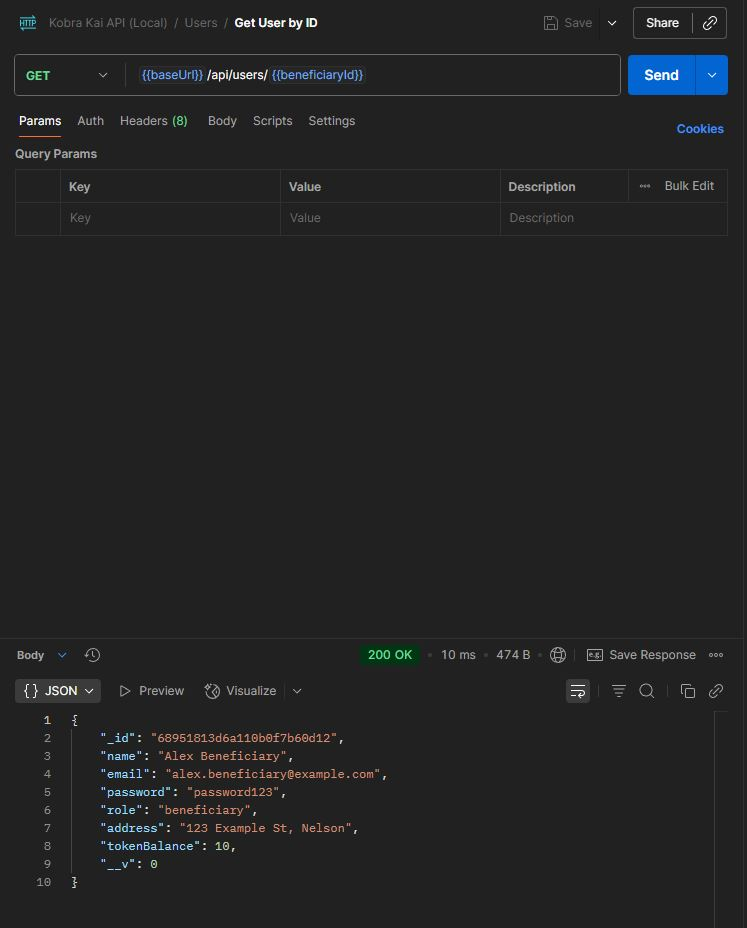 HTTP Kobra Kai API (Local) / Users / Get User by ID Save Share
GET {{baseUrl}} /api/users/ {{beneficiaryId}} Send
Params Auth Headers (8) Body Scripts Settings Cookies
Query Params
Key Value Description Bulk Edit
Key Value Description
Body 200 OK 10 ms 474 B e.g. Save Response
{} JSON Preview Visualize
1 {
2 "_id": "68951813d6a110b0f7b60d12",
3 "name": "Alex Beneficiary",
4 "email": "alex.beneficiary@example.com",
5 "password": "password123",
6 "role": "beneficiary",
7 "address": "123 Example St, Nelson",
8 "tokenBalance": 10,
9 "__v": 0
10 }